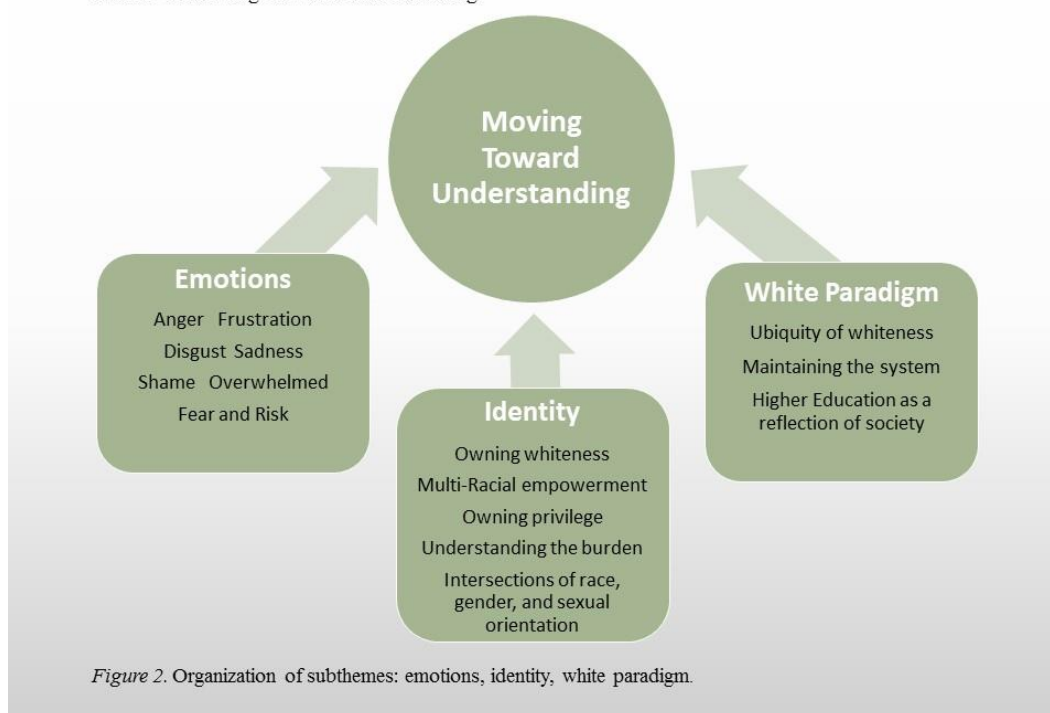 Moving
Toward
Understanding
Emotions
Anger Frustration
Disgust Sadness
Shame Overwhelmed
Fear and Risk
Identity
Owning whiteness
Multi-Racial empowerment
Owning privilege
Understanding the burden
Intersections of race,
gender, and sexual
orientation
White Paradigm
Ubiquity of whiteness
Maintaining the system
Higher Education as a
reflection of society
Figure 2. Organization of subthemes: emotions, identity, white paradigm.